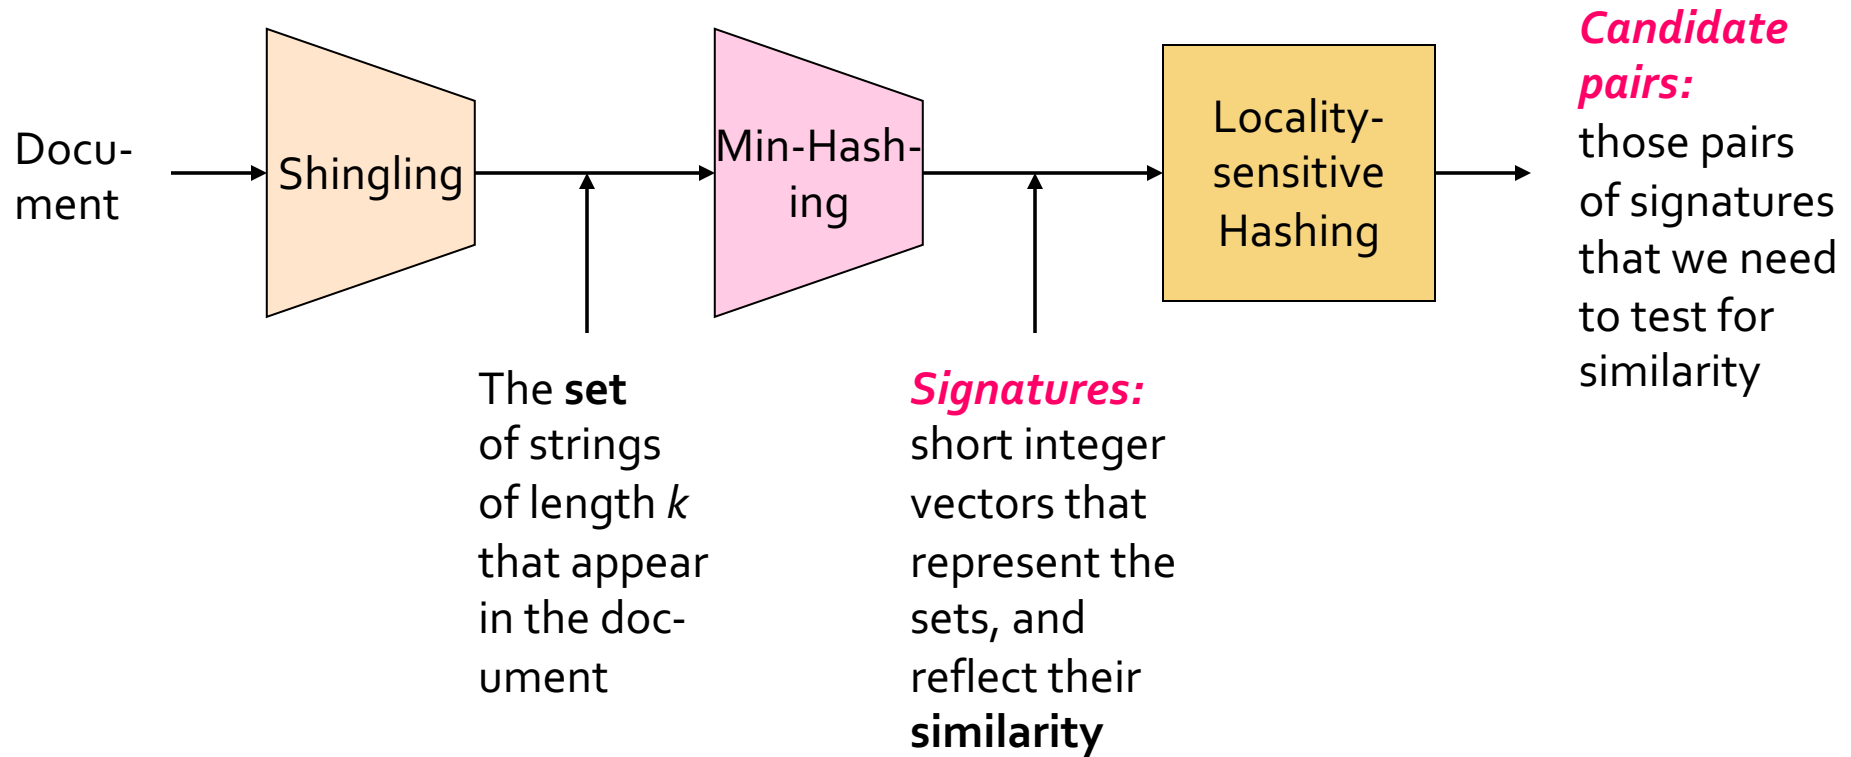 Docu-
ment
Shingling
The set
of strings
of length k
that appear
in the doc-
ument
Min-Hash-
ing
Signatures:
short integer
vectors that
represent the
sets, and
reflect their
similarity
Locality-
sensitive
Hashing
Candidate
pairs:
those pairs
of signatures
that we need
to test for
similarity